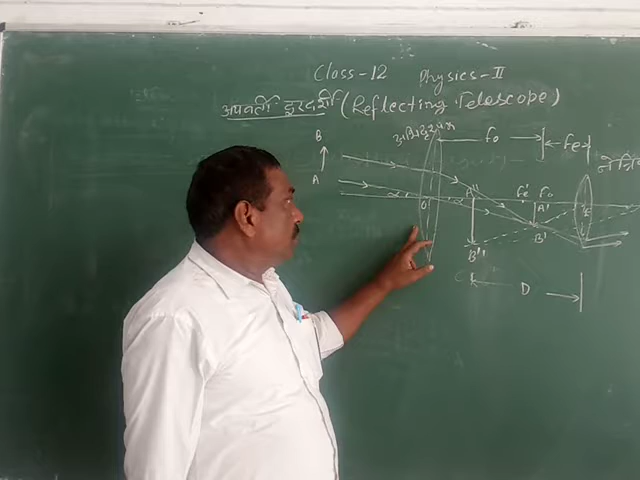 Class-12 Physics-II
अपवर्ती दूरदर्शी (Reflecting Telescope)
fo
fe
B
A
α
O
A"
fe' fo
A'
E
B'
B"
D